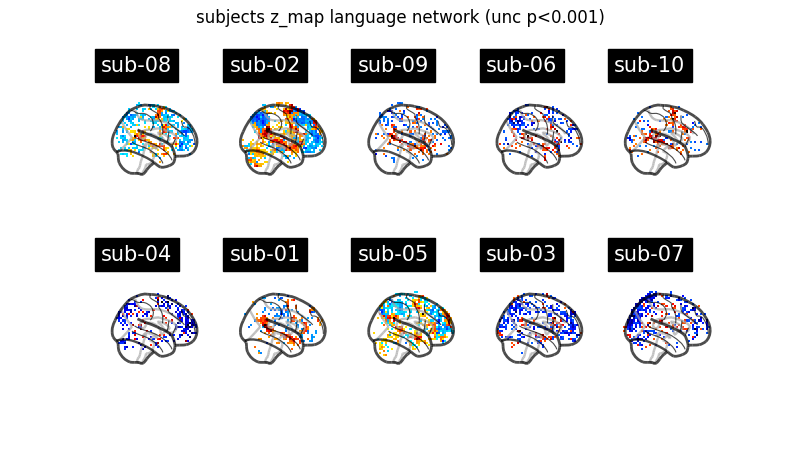 subjects z_map language network (unc p<0.001)
sub-08 sub-02 sub-09 sub-06 sub-10
sub-04 sub-01 sub-05 sub-03 sub-07